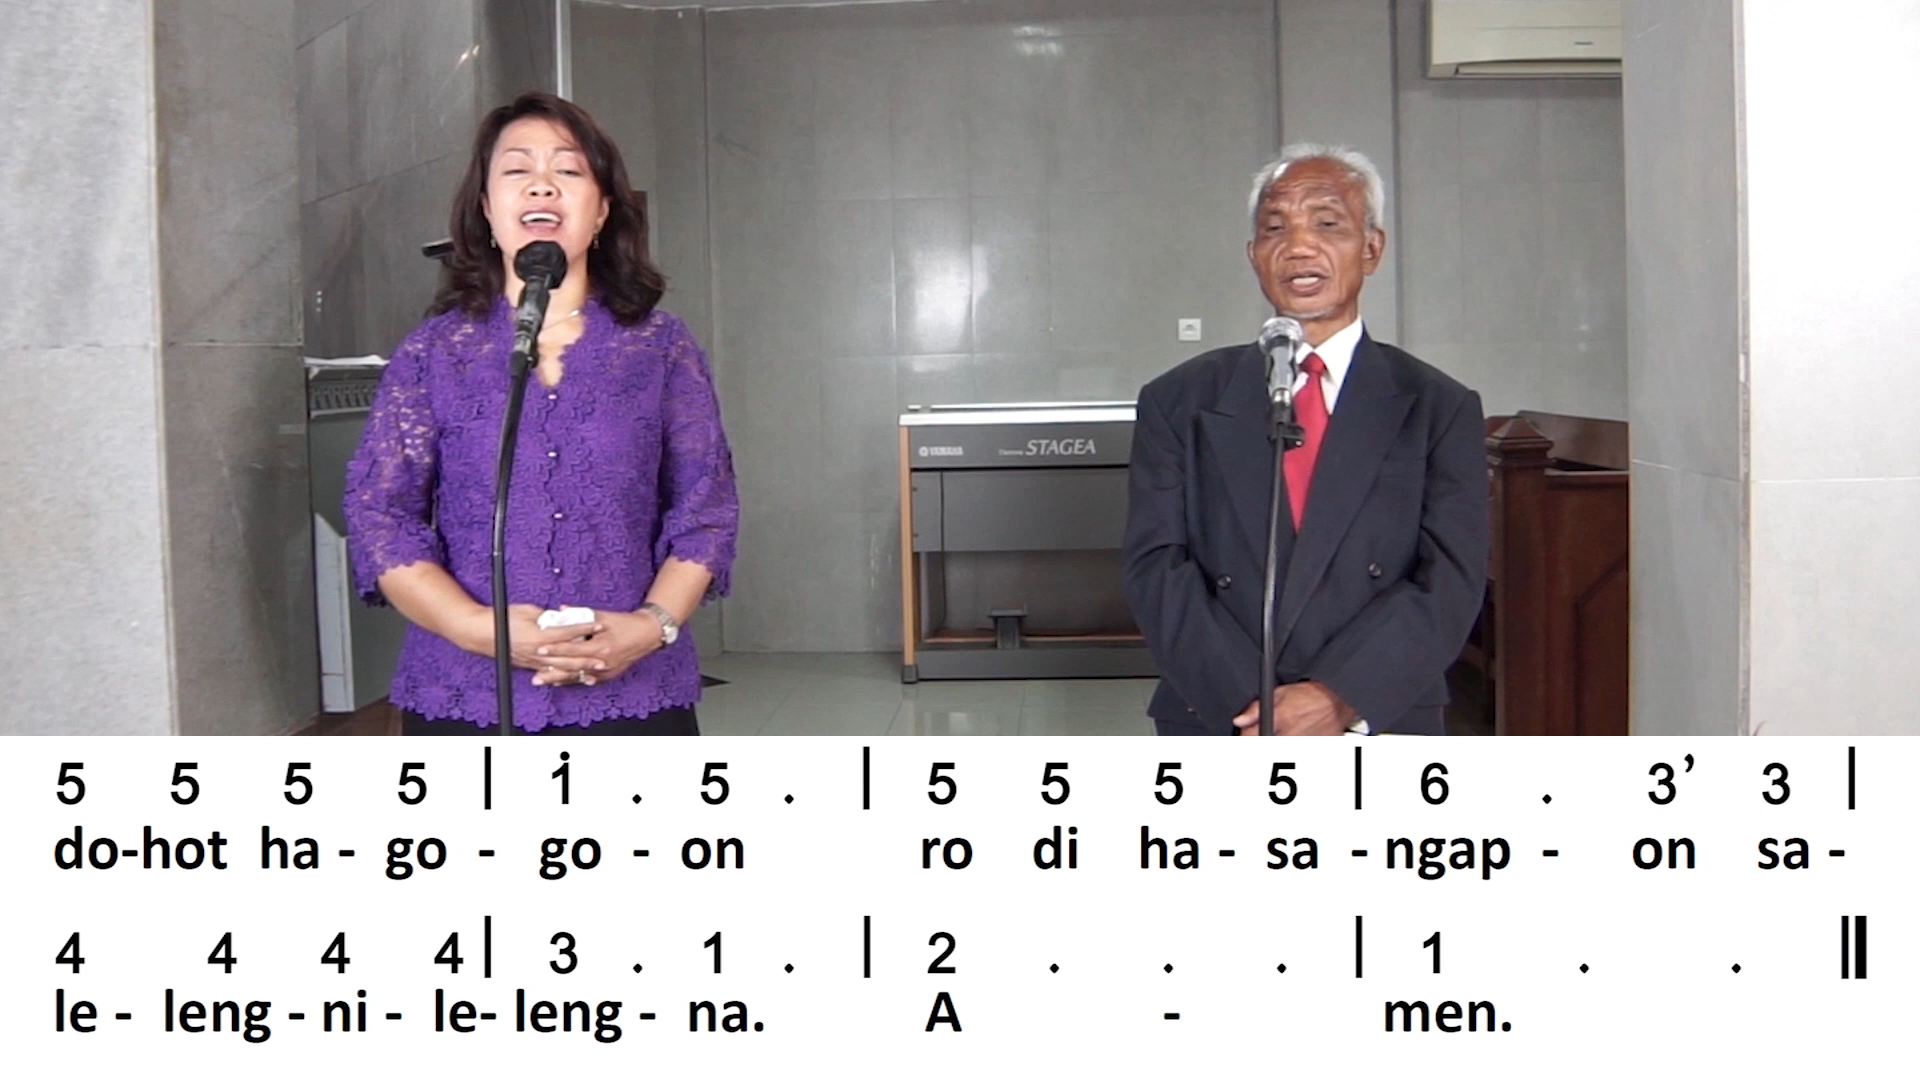 YAMAHA STAGEA
5 5 5 5 | 1̇ . 5 . | 5 5 5 5 | 6 . 3’ 3 |
do-hot ha - go - go - on ro di ha - sa - ngap - on sa -
4 4 4 4 | 3 . 1 . | 2 . . . | 1 . . ||
le - leng - ni - le- leng - na. A - men.